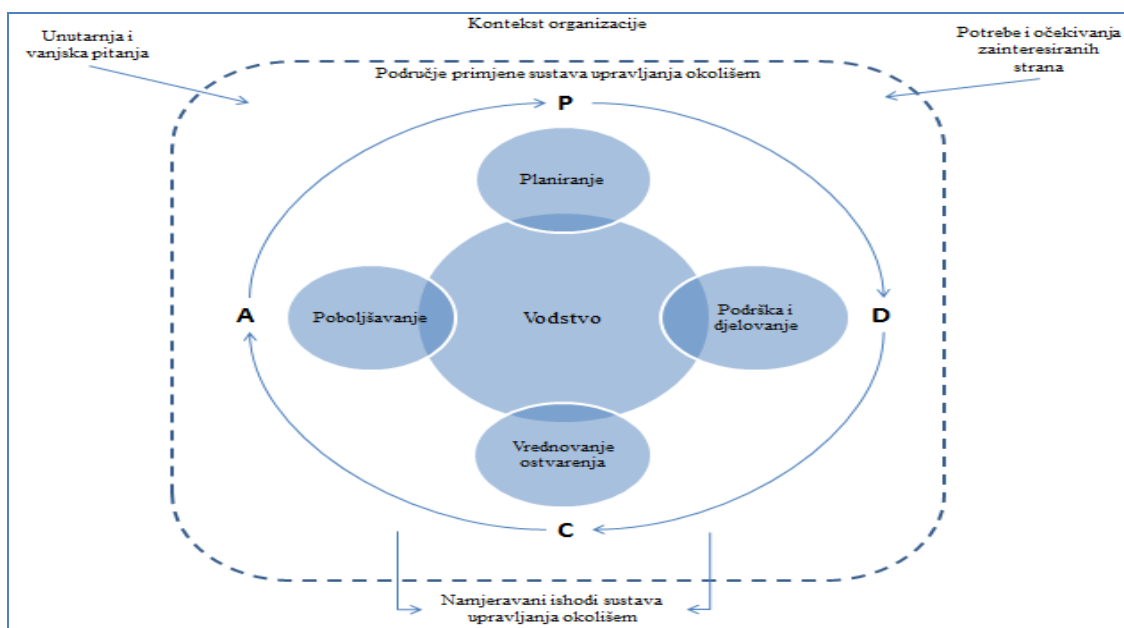 Kontekst organizacije
Unutarnja i
vanjska pitanja
Potrebe i očekivanja
zainteresiranih
strana
Područje primjene sustava upravljanja okolišem
P
Planiranje
A
Poboljšavanje
Vodstvo
Podrška i
djelovanje
D
Vrednovanje
ostvarenja
C
Namjeravani ishodi sustava
upravljanja okolišem